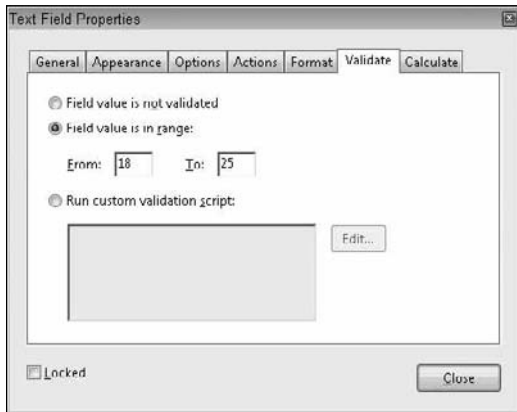 Text Field Properties
General Appearance Options Actions Format Validate Calculate
Field value is not validated
Field value is in range:
From: 18 To: 25
Run custom validation script:
Edit...
Locked
Close